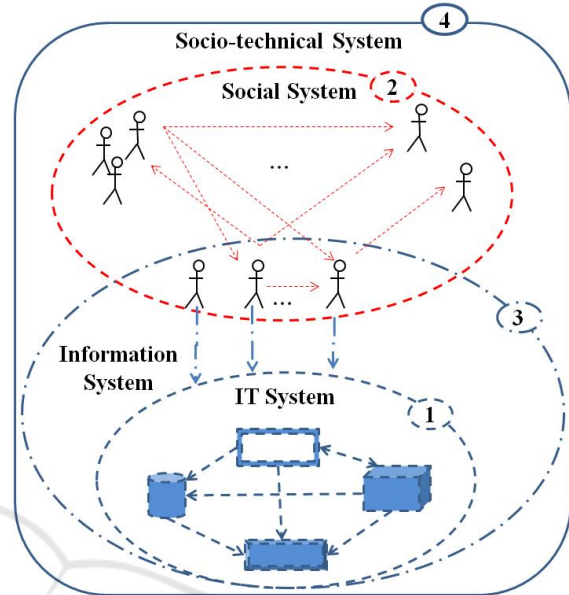 4
Socio-technical System
Social System
2
...
...
3
Information
System
IT System
1